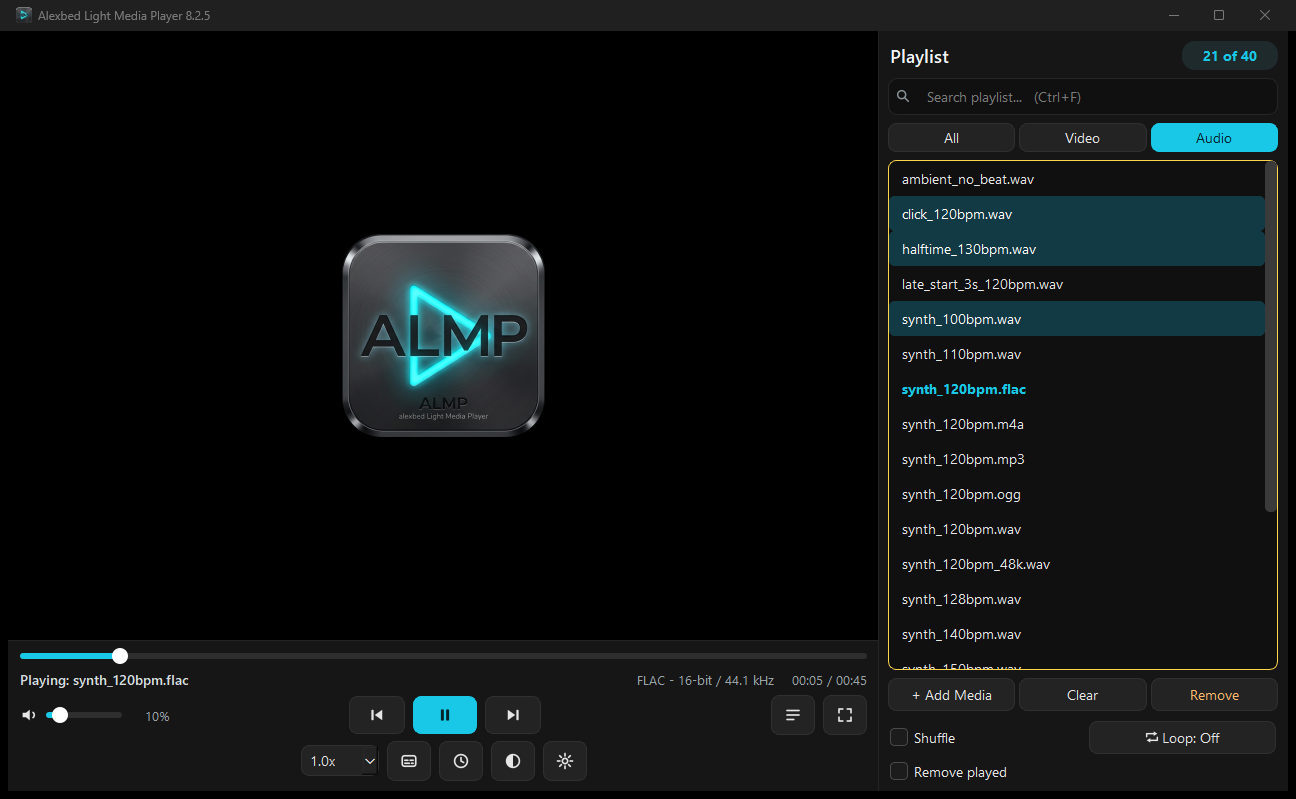 Alexbed Light Media Player 8.2.5
ALMP
ALMP
alexbed Light Media Player
Playing: synth_120bpm.flac
FLAC - 16-bit / 44.1 kHz
00:05 / 00:45
10%
1.0x
Playlist
21 of 40
Search playlist... (Ctrl+F)
All
Video
Audio
ambient_no_beat.wav
click_120bpm.wav
halftime_130bpm.wav
late_start_3s_120bpm.wav
synth_100bpm.wav
synth_110bpm.wav
synth_120bpm.flac
synth_120bpm.m4a
synth_120bpm.mp3
synth_120bpm.ogg
synth_120bpm.wav
synth_120bpm_48k.wav
synth_128bpm.wav
synth_140bpm.wav
synth_150bpm.wav
+ Add Media
Clear
Remove
Shuffle
Loop: Off
Remove played